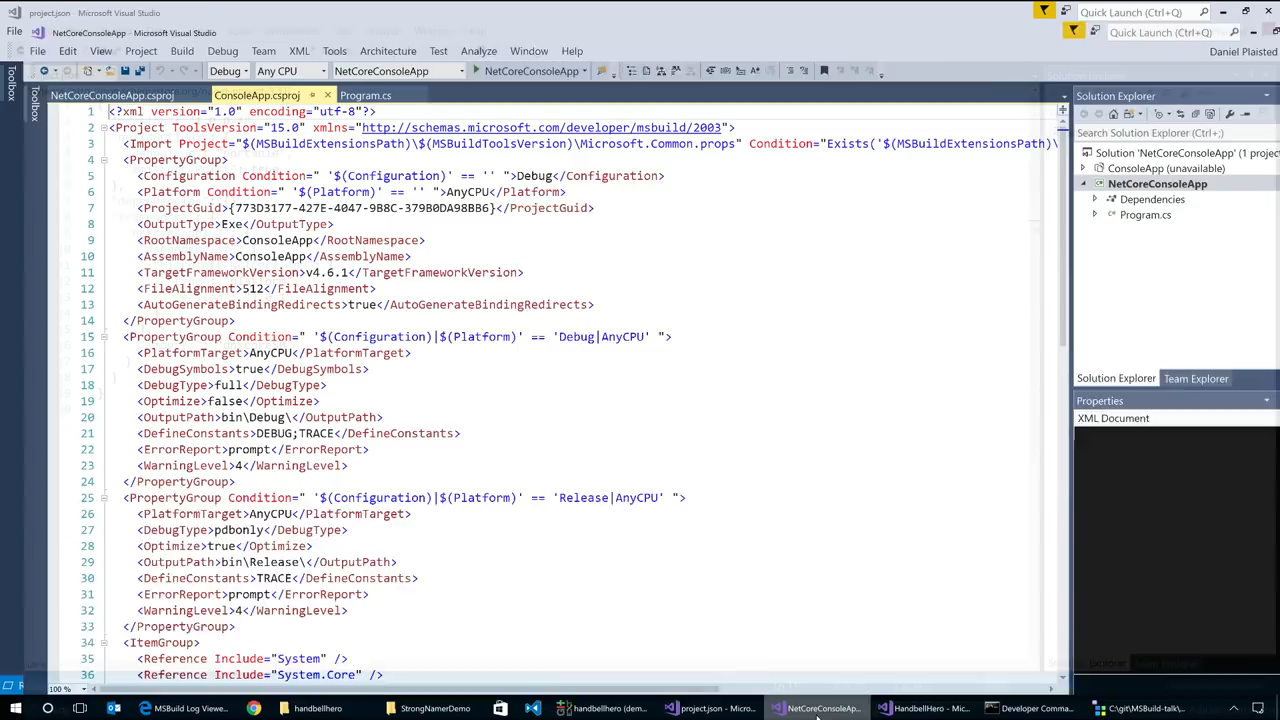 project.json - Microsoft Visual Studio
Quick Launch (Ctrl+Q)
File
NetCoreConsoleApp - Microsoft Visual Studio
Quick Launch (Ctrl+Q)
File Edit View Project Build Debug Team XML Tools Architecture Test Analyze Window Help
Daniel Plaisted
Debug Any CPU NetCoreConsoleApp NetCoreConsoleApp
Toolbox
Toolbox
NetCoreConsoleApp.csproj ConsoleApp.csproj Program.cs
1 <?xml version="1.0" encoding="utf-8"?>
2 <Project ToolsVersion="15.0" xmlns="http://schemas.microsoft.com/developer/msbuild/2003">
3 <Import Project="$(MSBuildExtensionsPath)\$(MSBuildToolsVersion)\Microsoft.Common.props" Condition="Exists('$(MSBuildExtensionsPath)\
4 <PropertyGroup>
5 <Configuration Condition=" '$(Configuration)' == '' ">Debug</Configuration>
6 <Platform Condition=" '$(Platform)' == '' ">AnyCPU</Platform>
7 <ProjectGuid>{773D3177-427E-4047-9B8C-379B0DA98BB6}</ProjectGuid>
8 <OutputType>Exe</OutputType>
9 <RootNamespace>ConsoleApp</RootNamespace>
10 <AssemblyName>ConsoleApp</AssemblyName>
11 <TargetFrameworkVersion>v4.6.1</TargetFrameworkVersion>
12 <FileAlignment>512</FileAlignment>
13 <AutoGenerateBindingRedirects>true</AutoGenerateBindingRedirects>
14 </PropertyGroup>
15 <PropertyGroup Condition=" '$(Configuration)|$(Platform)' == 'Debug|AnyCPU' ">
16 <PlatformTarget>AnyCPU</PlatformTarget>
17 <DebugSymbols>true</DebugSymbols>
18 <DebugType>full</DebugType>
19 <Optimize>false</Optimize>
20 <OutputPath>bin\Debug\</OutputPath>
21 <DefineConstants>DEBUG;TRACE</DefineConstants>
22 <ErrorReport>prompt</ErrorReport>
23 <WarningLevel>4</WarningLevel>
24 </PropertyGroup>
25 <PropertyGroup Condition=" '$(Configuration)|$(Platform)' == 'Release|AnyCPU' ">
26 <PlatformTarget>AnyCPU</PlatformTarget>
27 <DebugType>pdbonly</DebugType>
28 <Optimize>true</Optimize>
29 <OutputPath>bin\Release\</OutputPath>
30 <DefineConstants>TRACE</DefineConstants>
31 <ErrorReport>prompt</ErrorReport>
32 <WarningLevel>4</WarningLevel>
33 </PropertyGroup>
34 <ItemGroup>
35 <Reference Include="System" />
36 <Reference Include="System.Core" />
100 %
Solution Explorer
Search Solution Explorer (Ctrl+;)
Solution 'NetCoreConsoleApp' (1 project)
ConsoleApp (unavailable)
NetCoreConsoleApp
Dependencies
Program.cs
Solution Explorer Team Explorer
Properties
XML Document
MSBuild Log Viewe... handbellhero StrongNamerDemo handbellhero (dem... project.json - Micro... NetCoreConsoleAp... HandbellHero - Mic... Developer Comma... C:\git\MSBuild-talk\...